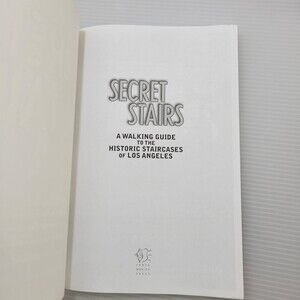 SECRET
STAIRS
A WALKING GUIDE
TO THE
HISTORIC STAIRCASES
OF LOS ANGELES